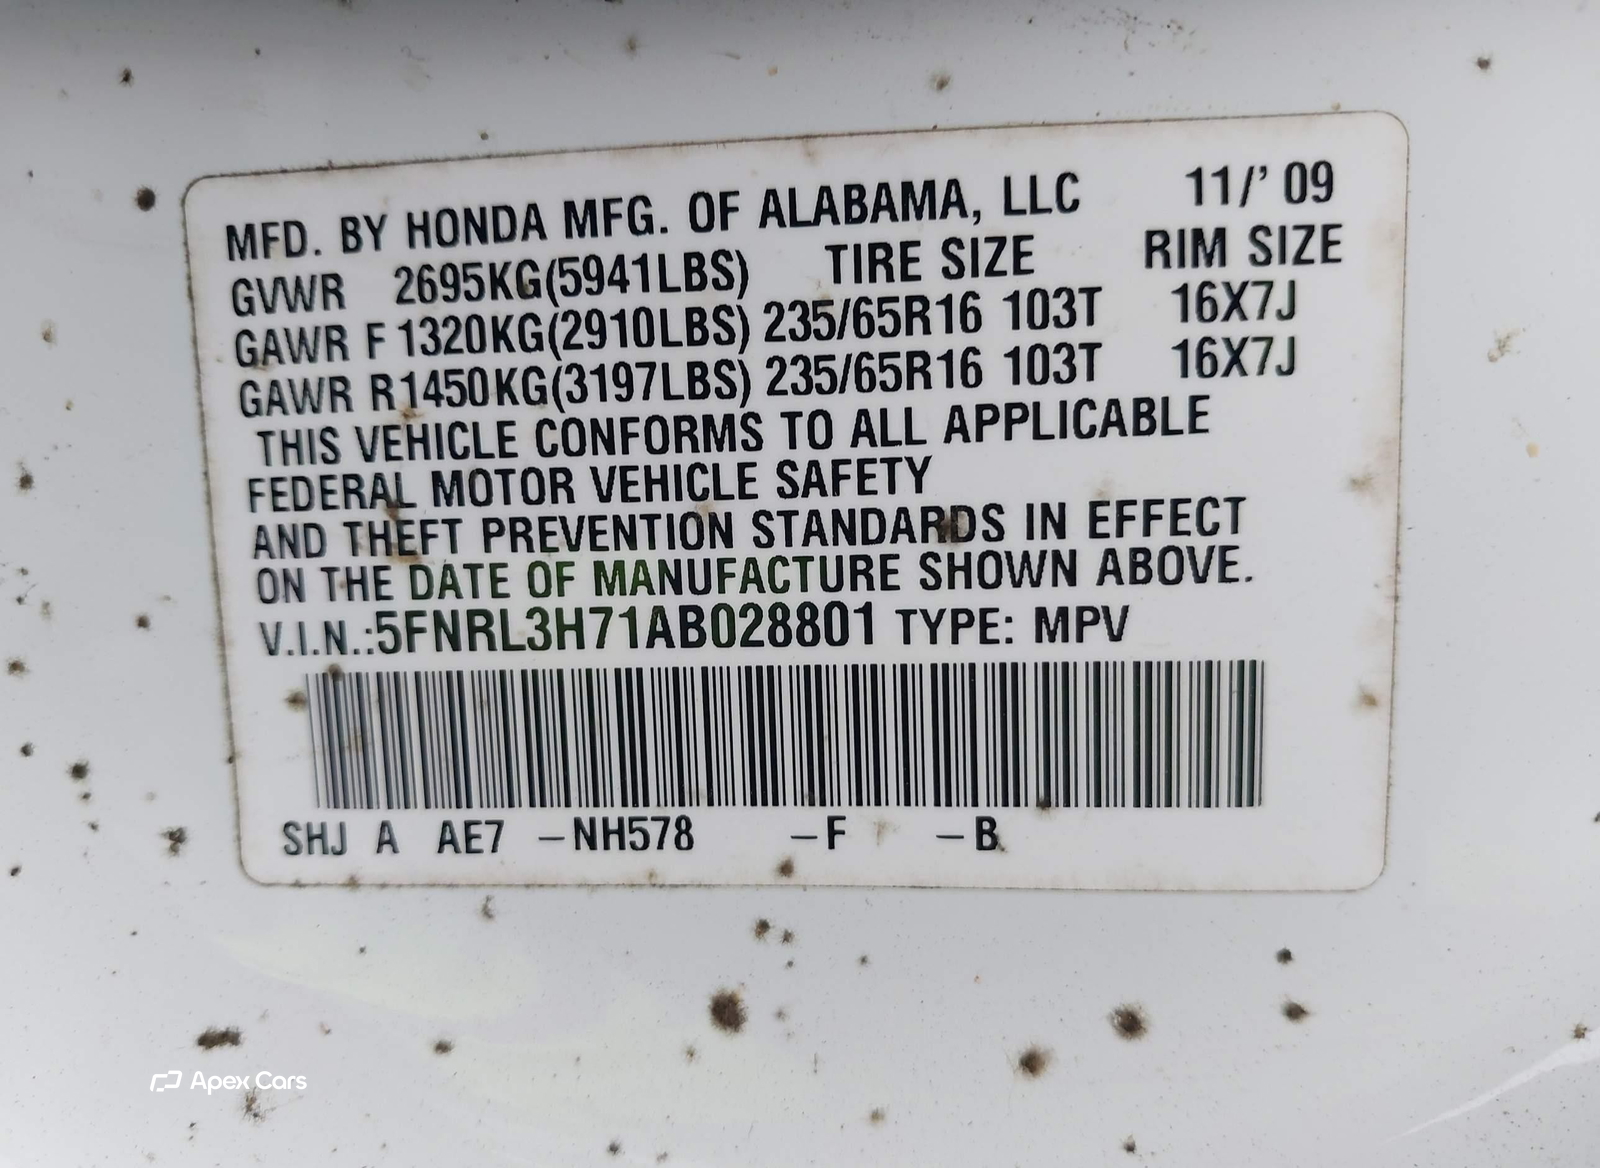 MFD. BY HONDA MFG. OF ALABAMA, LLC 11/' 09
GVWR 2695KG(5941LBS) TIRE SIZE RIM SIZE
GAWR F 1320KG(2910LBS) 235/65R16 103T 16X7J
GAWR R1450KG(3197LBS) 235/65R16 103T 16X7J
THIS VEHICLE CONFORMS TO ALL APPLICABLE
FEDERAL MOTOR VEHICLE SAFETY
AND THEFT PREVENTION STANDARDS IN EFFECT
ON THE DATE OF MANUFACTURE SHOWN ABOVE.
V.I.N.:5FNRL3H71AB028801 TYPE: MPV
SHJ A AE7 –NH578 –F –B
Apex Cars